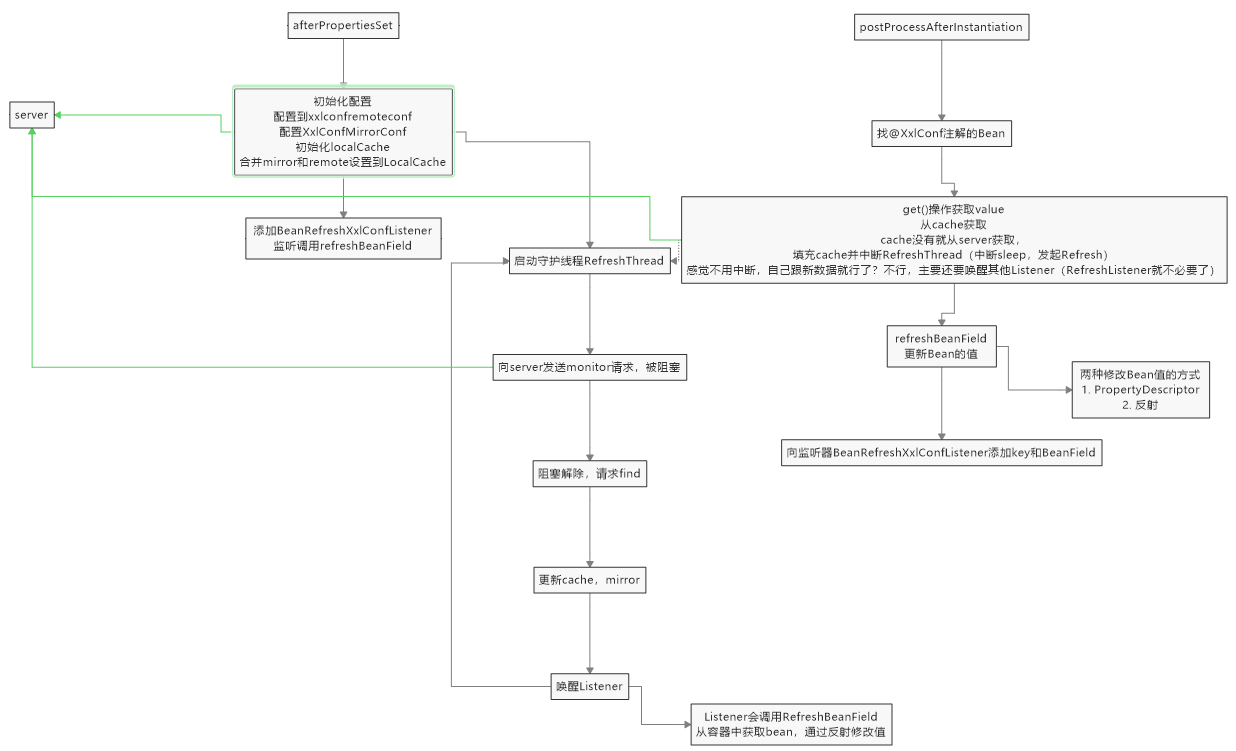 afterPropertiesSet
postProcessAfterInstantiation
server
初始化配置
配置到xxlconfremoteconf
配置XxlConfMirrorConf
初始化localCache
合并mirror和remote设置到LocalCache
找@XxlConf注解的Bean
添加BeanRefreshXxlConfListener
监听调用refreshBeanField
get()操作获取value
从cache获取
cache没有就从server获取，
填充cache并中断RefreshThread（中断sleep，发起Refresh）
感觉不用中断，自己跟新数据就行了？不行，主要还要唤醒其他Listener（RefreshListener就不必要了）
启动守护线程RefreshThread
refreshBeanField
更新Bean的值
向server发送monitor请求，被阻塞
两种修改Bean值的方式
1. PropertyDescriptor
2. 反射
向监听器BeanRefreshXxlConfListener添加key和BeanField
阻塞解除，请求find
更新cache，mirror
唤醒Listener
Listener会调用RefreshBeanField
从容器中获取bean，通过反射修改值